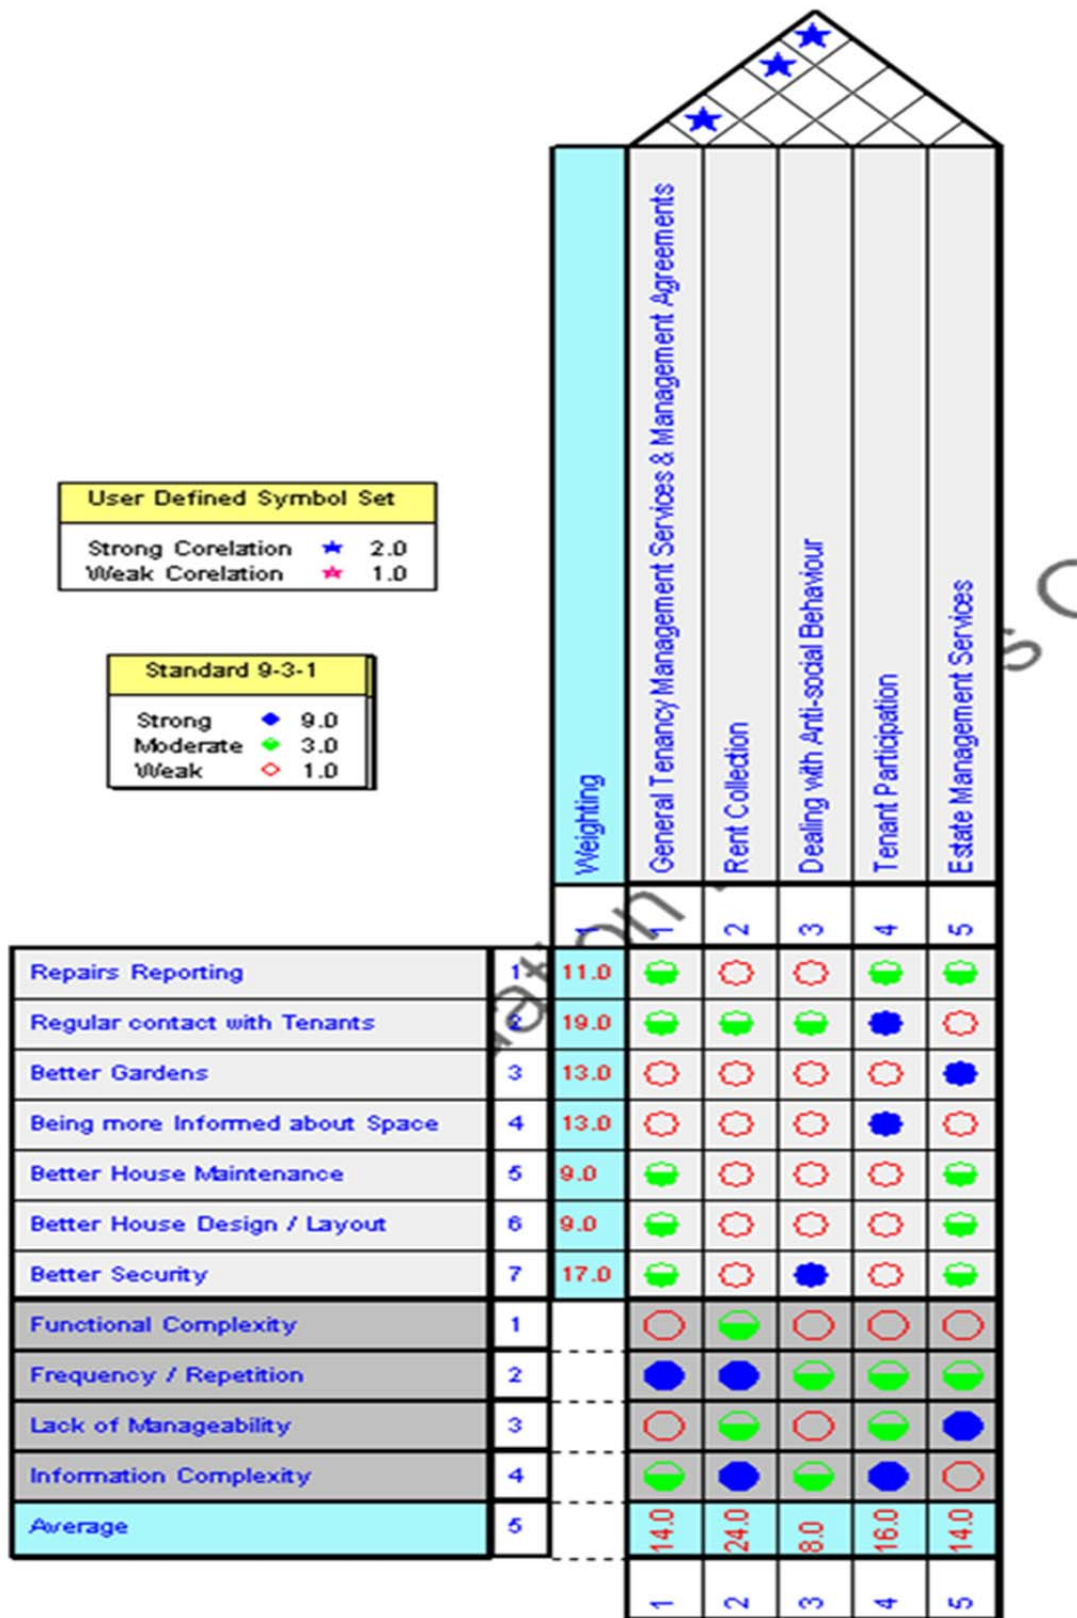 User Defined Symbol Set
Strong Corelation 2.0
Weak Corelation 1.0
Standard 9-3-1
Strong 9.0
Moderate 3.0
Weak 1.0
Weighting
General Tenancy Management Services & Management Agreements
Rent Collection
Dealing with Anti-social Behaviour
Tenant Participation
Estate Management Services
1 1 2 3 4 5
Repairs Reporting 1 11.0
Regular contact with Tenants 2 19.0
Better Gardens 3 13.0
Being more Informed about Space 4 13.0
Better House Maintenance 5 9.0
Better House Design / Layout 6 9.0
Better Security 7 17.0
Functional Complexity 1
Frequency / Repetition 2
Lack of Manageability 3
Information Complexity 4
Average 5 14.0 24.0 8.0 16.0 14.0
1 2 3 4 5